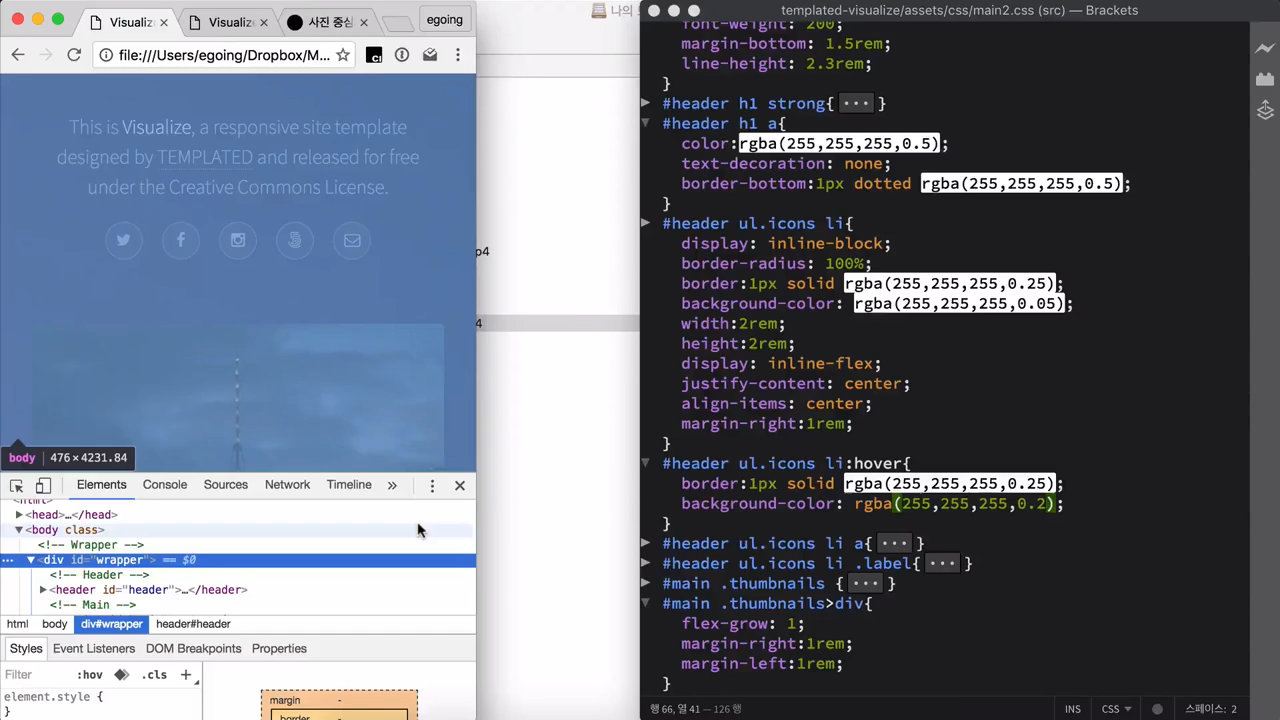 Visualiz
Visualiz
사진 중심
egoing
file:///Users/egoing/Dropbox/M...
This is Visualize, a responsive site template
designed by TEMPLATED and released for free
under the Creative Commons License.
body 476×4231.84
Elements Console Sources Network Timeline »
<head>…</head>
<body class>
<!-- Wrapper -->
<div id="wrapper"> == $0
<!-- Header -->
<header id="header">…</header>
<!-- Main -->
html body div#wrapper header#header
Styles Event Listeners DOM Breakpoints Properties
Filter :hov .cls +
element.style {
}
margin -
border
나의
p4
4
templated-visualize/assets/css/main2.css (src) — Brackets
font-weight: 200;
margin-bottom: 1.5rem;
line-height: 2.3rem;
}
#header h1 strong{ ... }
#header h1 a{
color:rgba(255,255,255,0.5);
text-decoration: none;
border-bottom:1px dotted rgba(255,255,255,0.5);
}
#header ul.icons li{
display: inline-block;
border-radius: 100%;
border:1px solid rgba(255,255,255,0.25);
background-color: rgba(255,255,255,0.05);
width:2rem;
height:2rem;
display: inline-flex;
justify-content: center;
align-items: center;
margin-right:1rem;
}
#header ul.icons li:hover{
border:1px solid rgba(255,255,255,0.25);
background-color: rgba(255,255,255,0.2);
}
#header ul.icons li a{ ... }
#header ul.icons li .label{ ... }
#main .thumbnails { ... }
#main .thumbnails>div{
flex-grow: 1;
margin-right:1rem;
margin-left:1rem;
}
행 66, 열 41 — 126 행
INS CSS 스페이스: 2